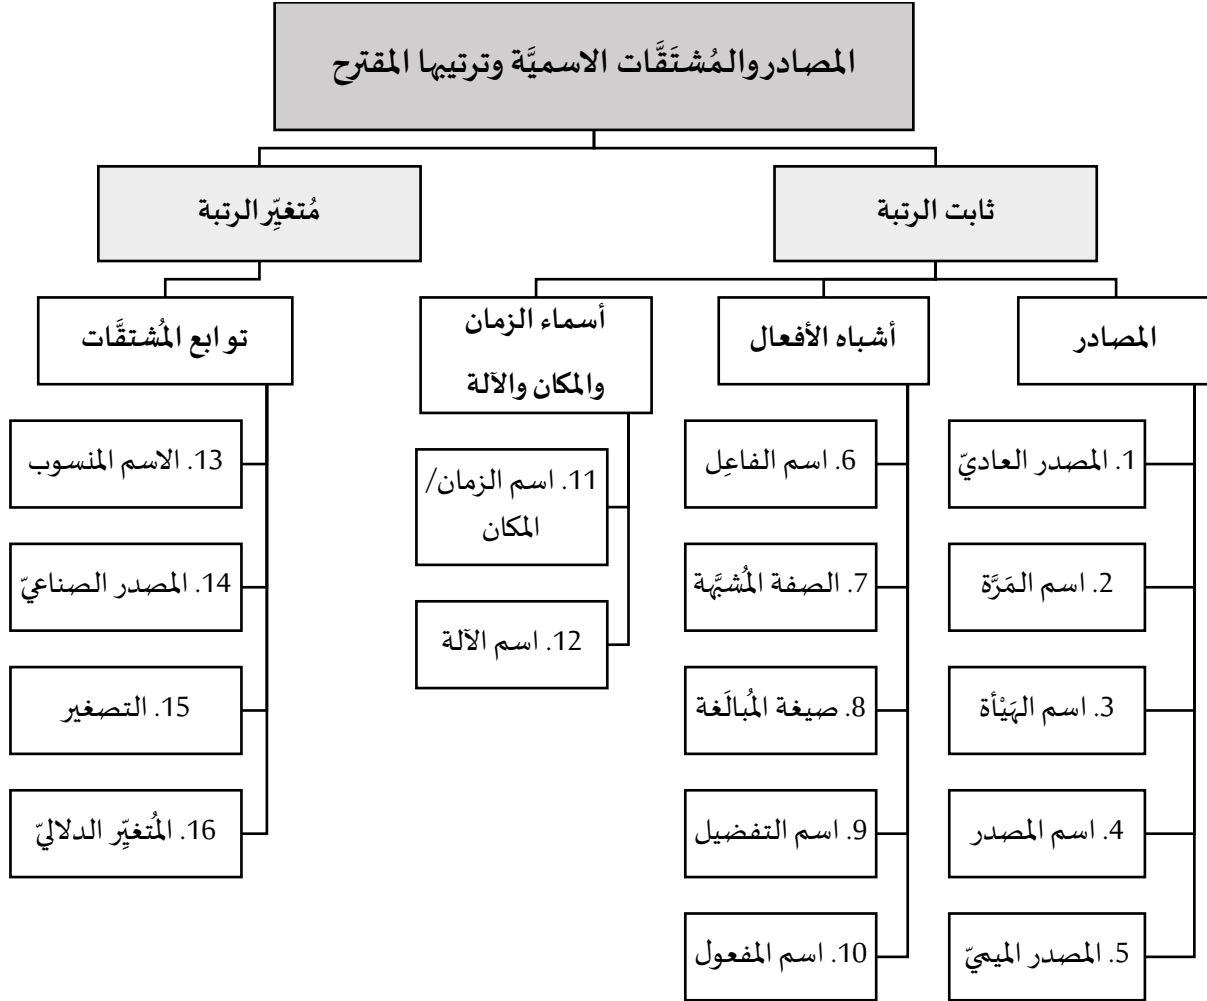 المصادر والمُشتَقَّات الاسميَّة وترتيبها المقترح
ثابت الرتبة
مُتغيِّر الرتبة
المصادر
أشباه الأفعال
أسماء الزمان
والمكان والآلة
توابع المُشتقَّات
1. المصدر العاديّ
2. اسم المَرَّة
3. اسم الهَيْأة
4. اسم المصدر
5. المصدر الميميّ
6. اسم الفاعِل
7. الصفة المُشبَّهة
8. صيغة المُبالَغة
9. اسم التفضيل
10. اسم المفعول
11. اسم الزمان/
المكان
12. اسم الآلة
13. الاسم المنسوب
14. المصدر الصناعيّ
15. التصغير
16. المُتغيِّر الدلاليّ